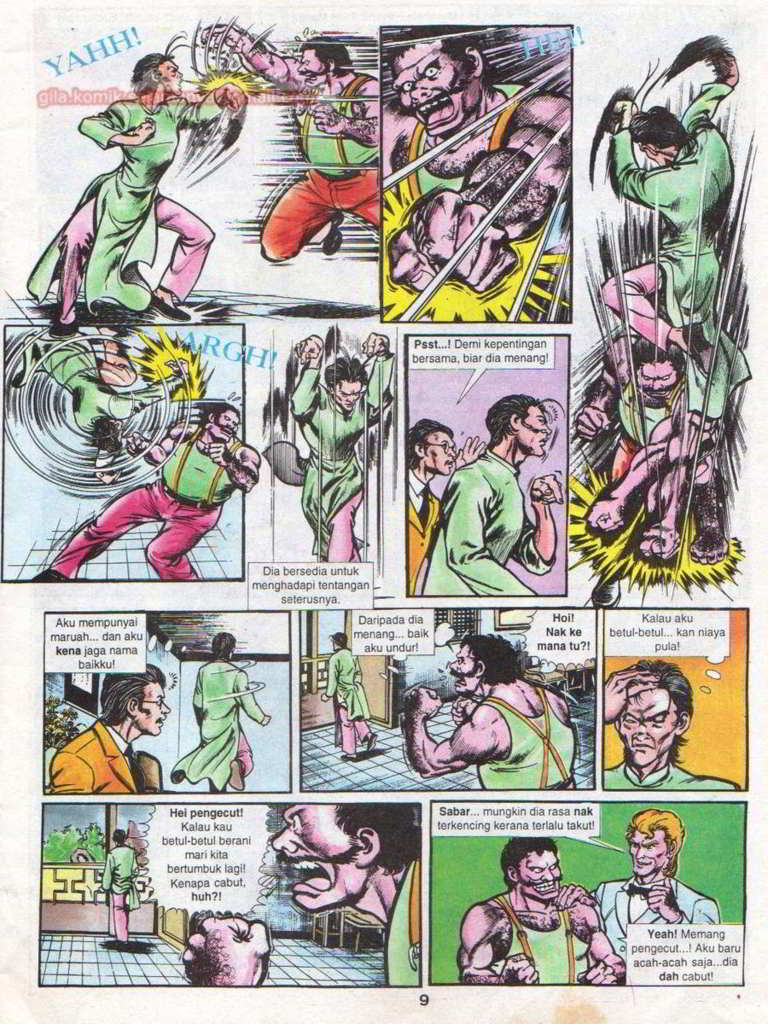 YAHH!
HEY!
ARGH!
Psst...! Demi kepentingan
bersama, biar dia menang!
Dia bersedia untuk
menghadapi tentangan
seterusnya.
Aku mempunyai
maruah... dan aku
kena jaga nama
baikku!
Daripada dia
menang... baik
aku undur!
Hoi!
Nak ke
mana tu?!
Kalau aku
betul-betul... kan niaya
pula!
Hei pengecut!
Kalau kau
betul-betul berani
mari kita
bertumbuk lagi!
Kenapa cabut,
huh?!
Sabar... mungkin dia rasa nak
terkencing kerana terlalu takut!
Yeah! Memang
pengecut...! Aku baru
acah-acah saja...dia
dah cabut!
9